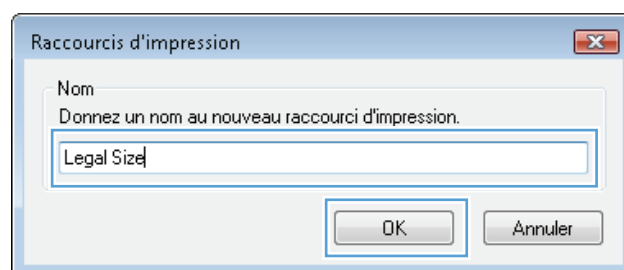 Raccourcis d'impression
Nom
Donnez un nom au nouveau raccourci d'impression.
Legal Size
OK Annuler